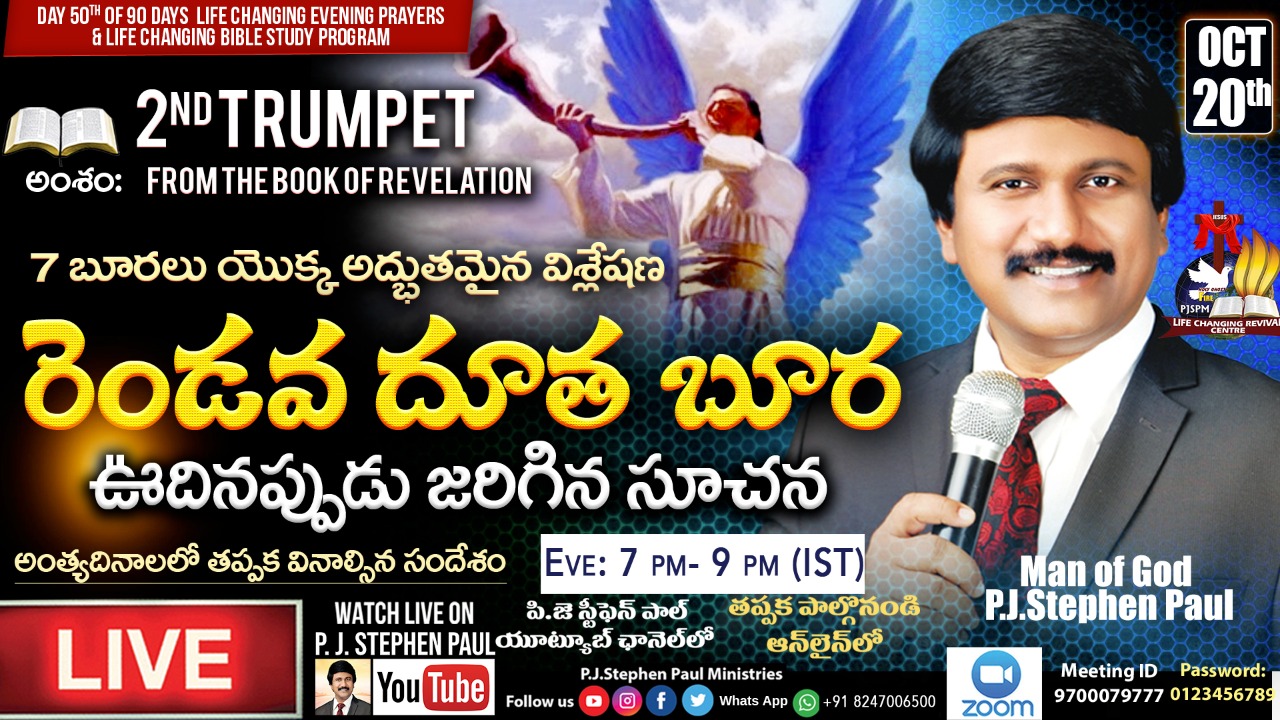 DAY 50TH OF 90 DAYS LIFE CHANGING EVENING PRAYERS
& LIFE CHANGING BIBLE STUDY PROGRAM
OCT
20th
2ND TRUMPET
అంశం: FROM THE BOOK OF REVELATION
7 బూరలు యొక్క అద్భుతమైన విశ్లేషణ
రెండవ దూత బూర
ఊదినప్పుడు జరిగిన సూచన
JESUS
HOLY GHOST
FIRE
PJSPM
LIFE CHANGING REVIVAL
CENTRE
అంత్యదినాలలో తప్పక వినాల్సిన సందేశం
EVE: 7 PM- 9 PM (IST)
Man of God
P.J.Stephen Paul
LIVE
WATCH LIVE ON
P. J. STEPHEN PAUL
YouTube
పి.జె స్టీఫెన్ పాల్
యూట్యూబ్ ఛానెల్‌లో
తప్పక పాల్గొనండి
ఆన్‌లైన్‌లో
P.J.Stephen Paul Ministries
Follow us
Whats App +91 8247006500
zoom
Meeting ID
9700079777
Password:
0123456789